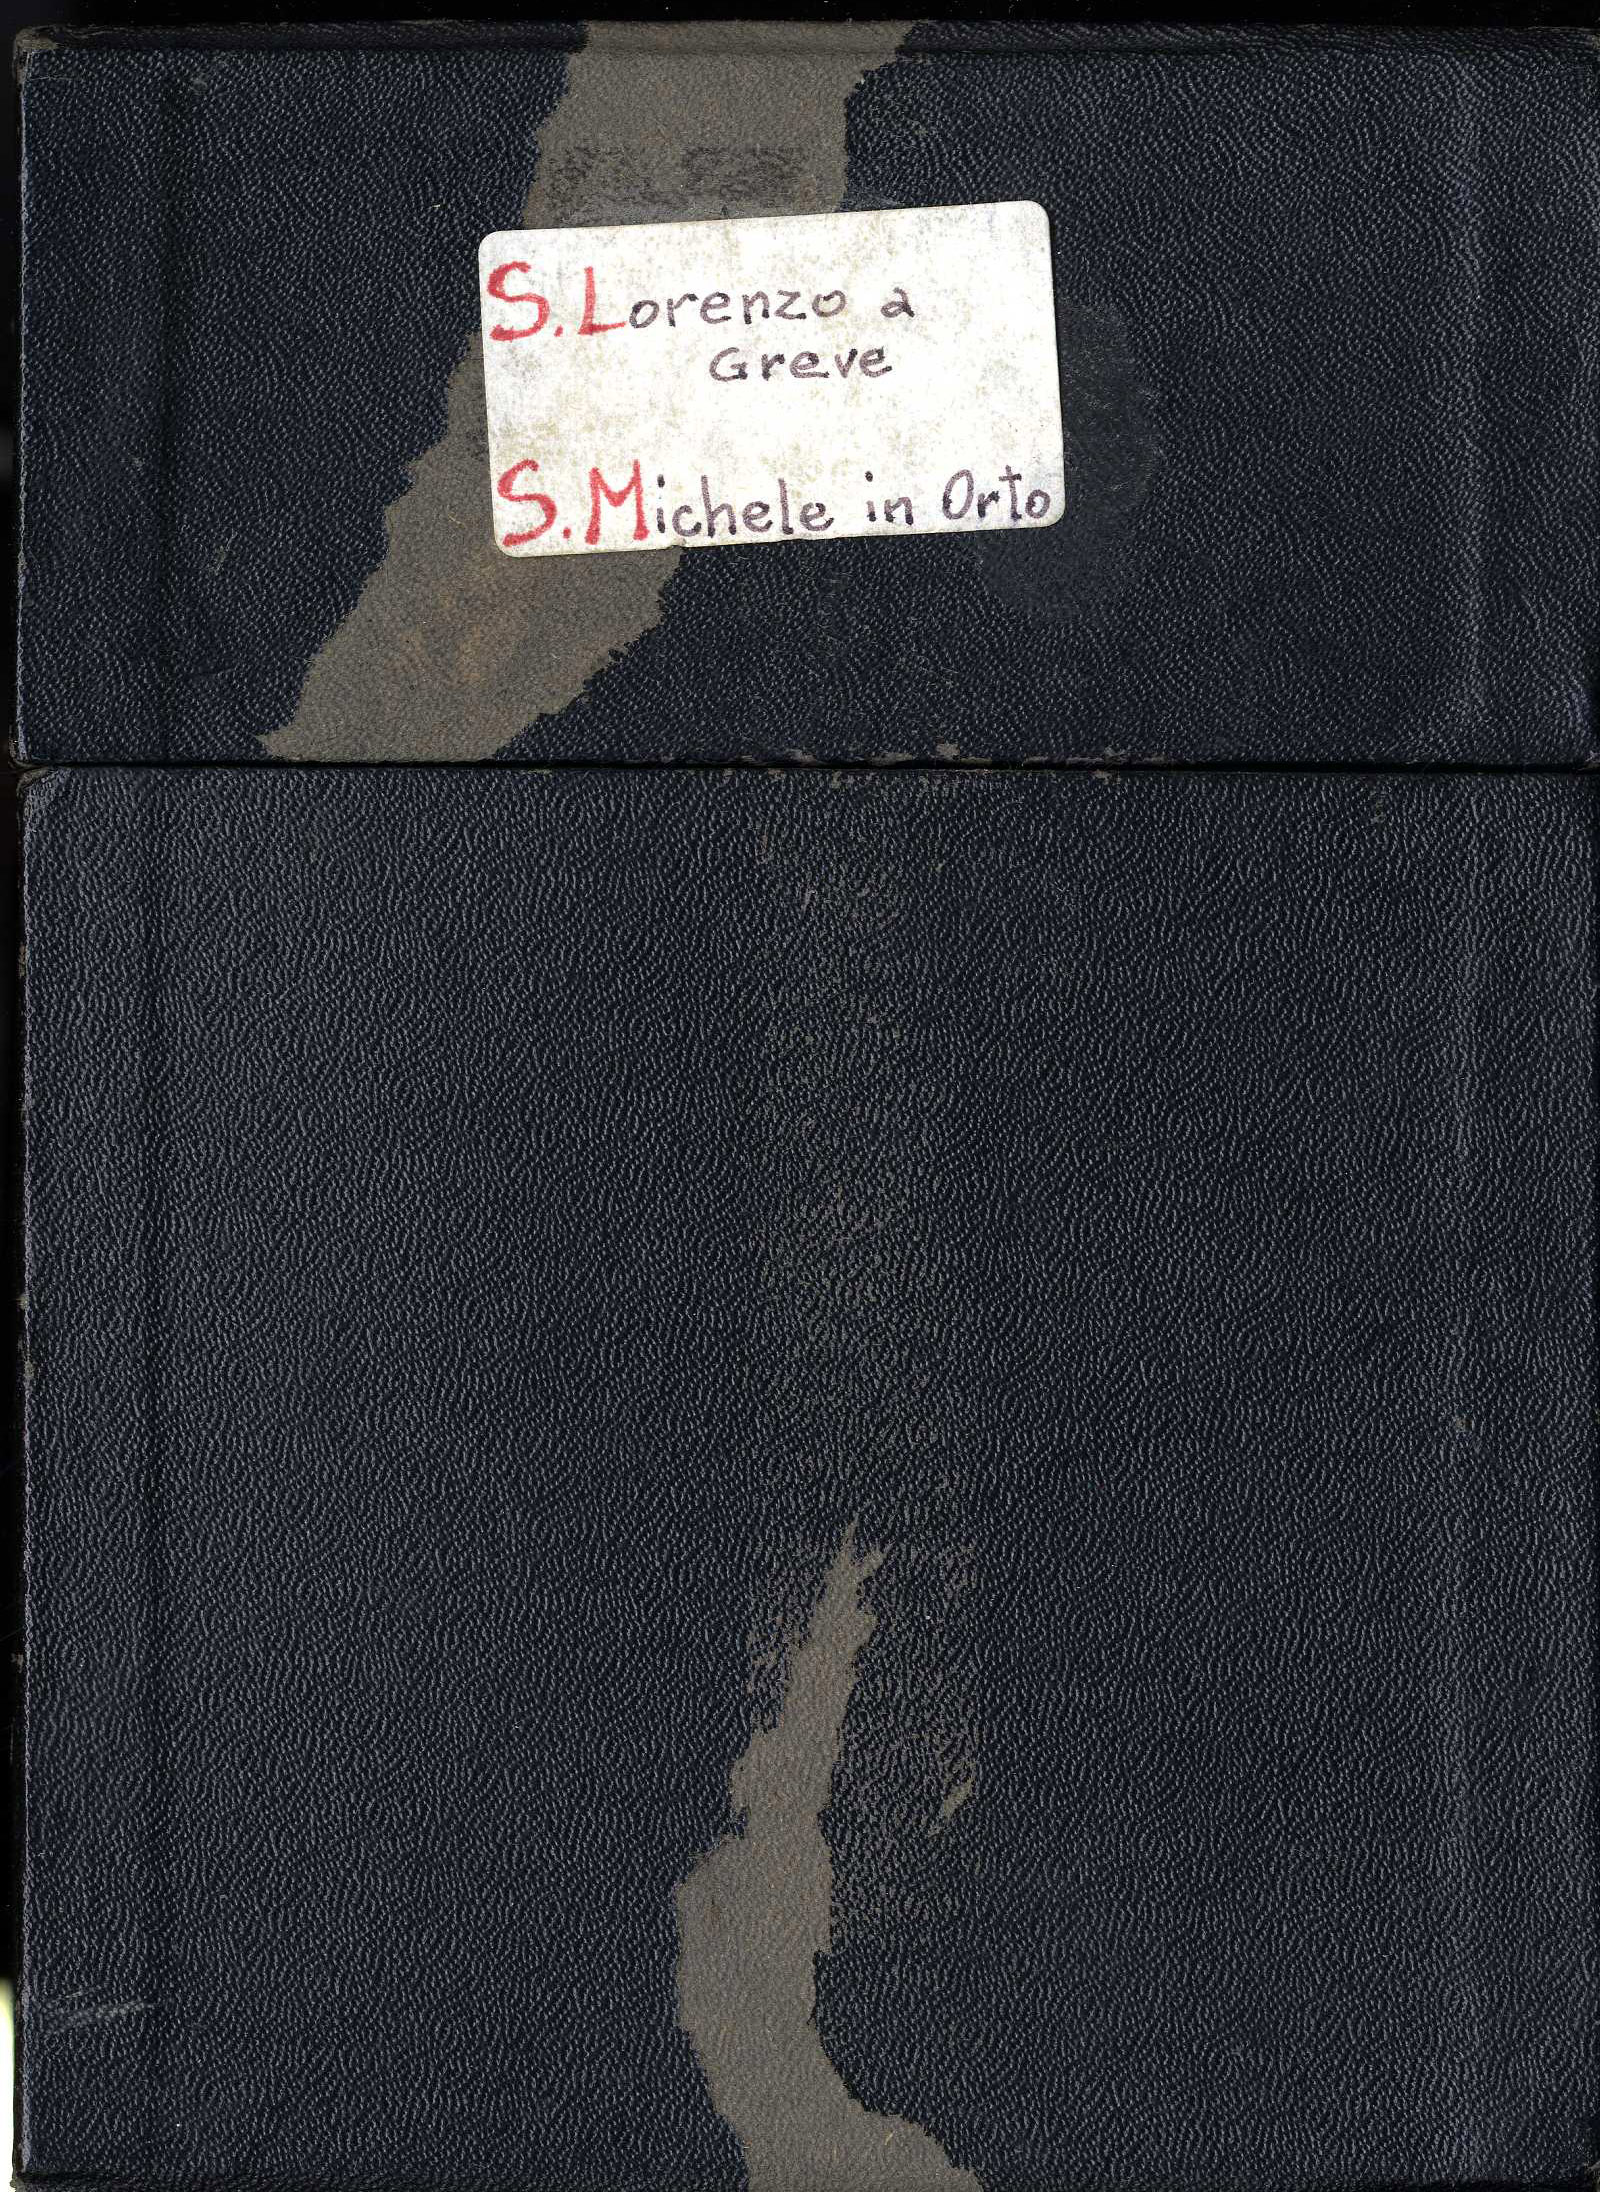 S. Lorenzo a
Greve
S. Michele in Orto